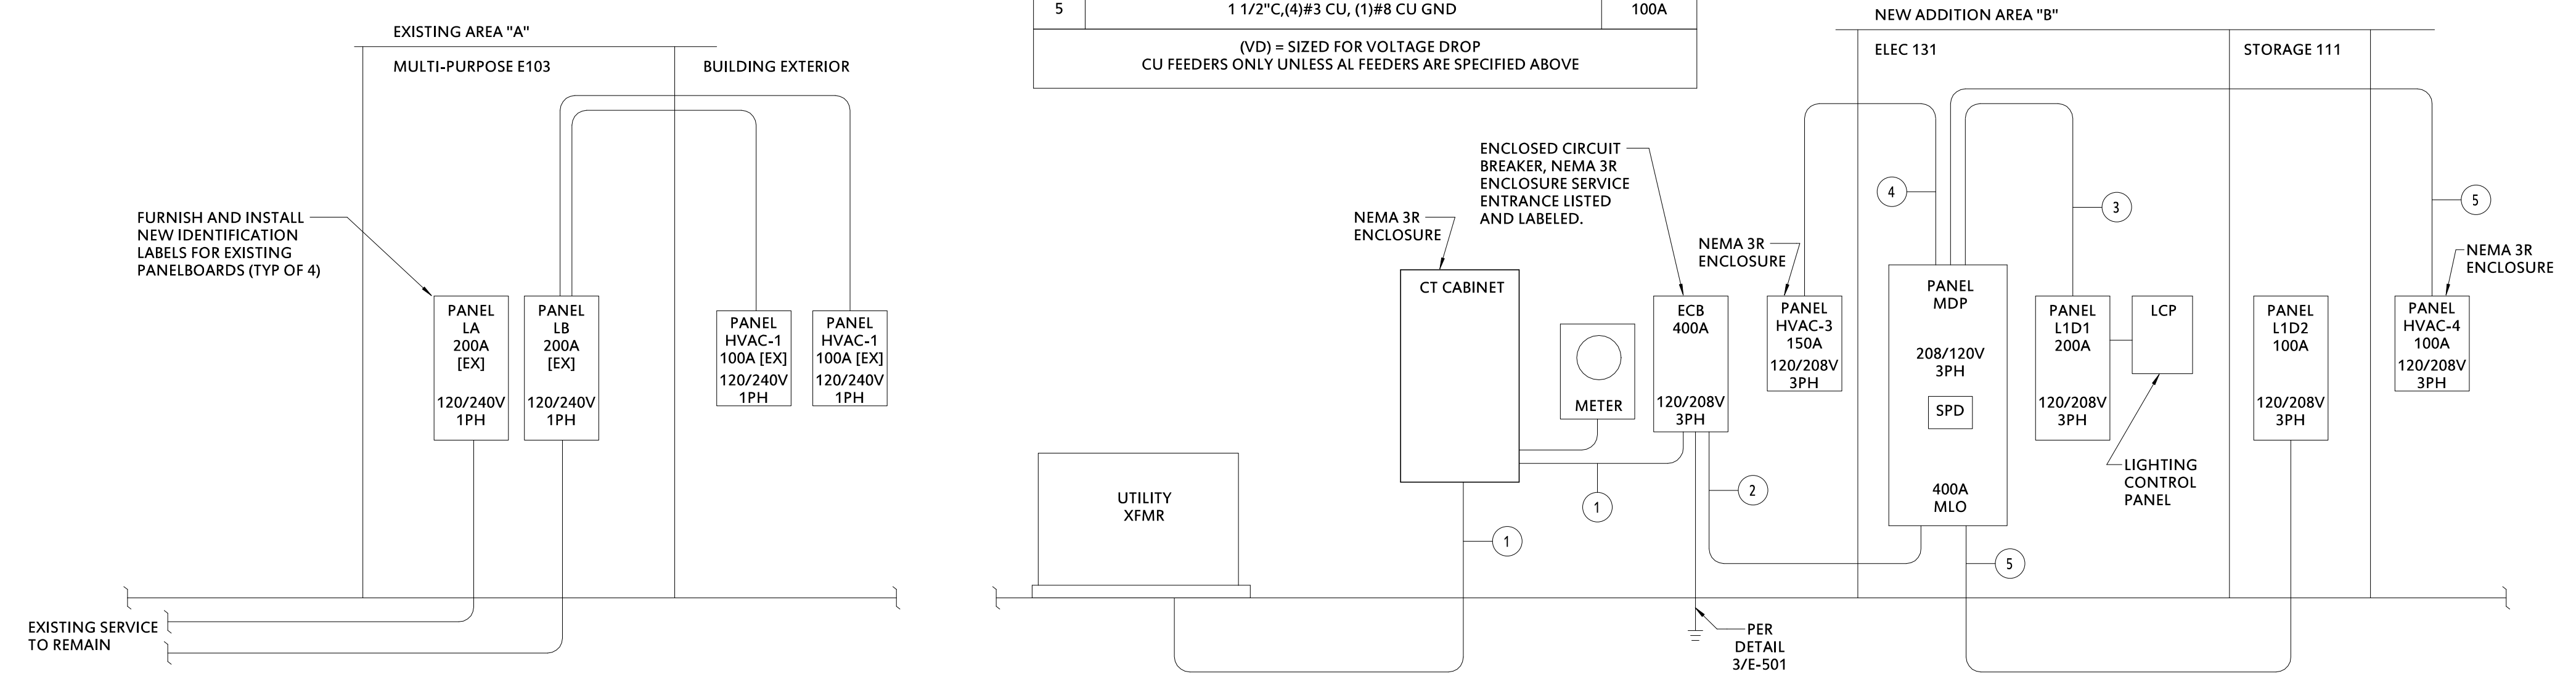 EXISTING AREA "A"
MULTI-PURPOSE E103
BUILDING EXTERIOR
FURNISH AND INSTALL
NEW IDENTIFICATION
LABELS FOR EXISTING
PANELBOARDS (TYP OF 4)
PANEL
LA
200A
[EX]
120/240V
1PH
PANEL
LB
200A
[EX]
120/240V
1PH
PANEL
HVAC-1
100A [EX]
120/240V
1PH
PANEL
HVAC-1
100A [EX]
120/240V
1PH
EXISTING SERVICE
TO REMAIN
5 1 1/2"C,(4)#3 CU, (1)#8 CU GND 100A
(VD) = SIZED FOR VOLTAGE DROP
CU FEEDERS ONLY UNLESS AL FEEDERS ARE SPECIFIED ABOVE
UTILITY
XFMR
1
NEMA 3R
ENCLOSURE
CT CABINET
METER
1
ENCLOSED CIRCUIT
BREAKER, NEMA 3R
ENCLOSURE SERVICE
ENTRANCE LISTED
AND LABELED.
ECB
400A
120/208V
3PH
2
PER
DETAIL
3/E-501
NEMA 3R
ENCLOSURE
PANEL
HVAC-3
150A
120/208V
3PH
NEW ADDITION AREA "B"
ELEC 131
STORAGE 111
4
PANEL
MDP
208/120V
3PH
SPD
400A
MLO
5
3
PANEL
L1D1
200A
120/208V
3PH
LCP
LIGHTING
CONTROL
PANEL
PANEL
L1D2
100A
120/208V
3PH
5
NEMA 3R
ENCLOSURE
PANEL
HVAC-4
100A
120/208V
3PH